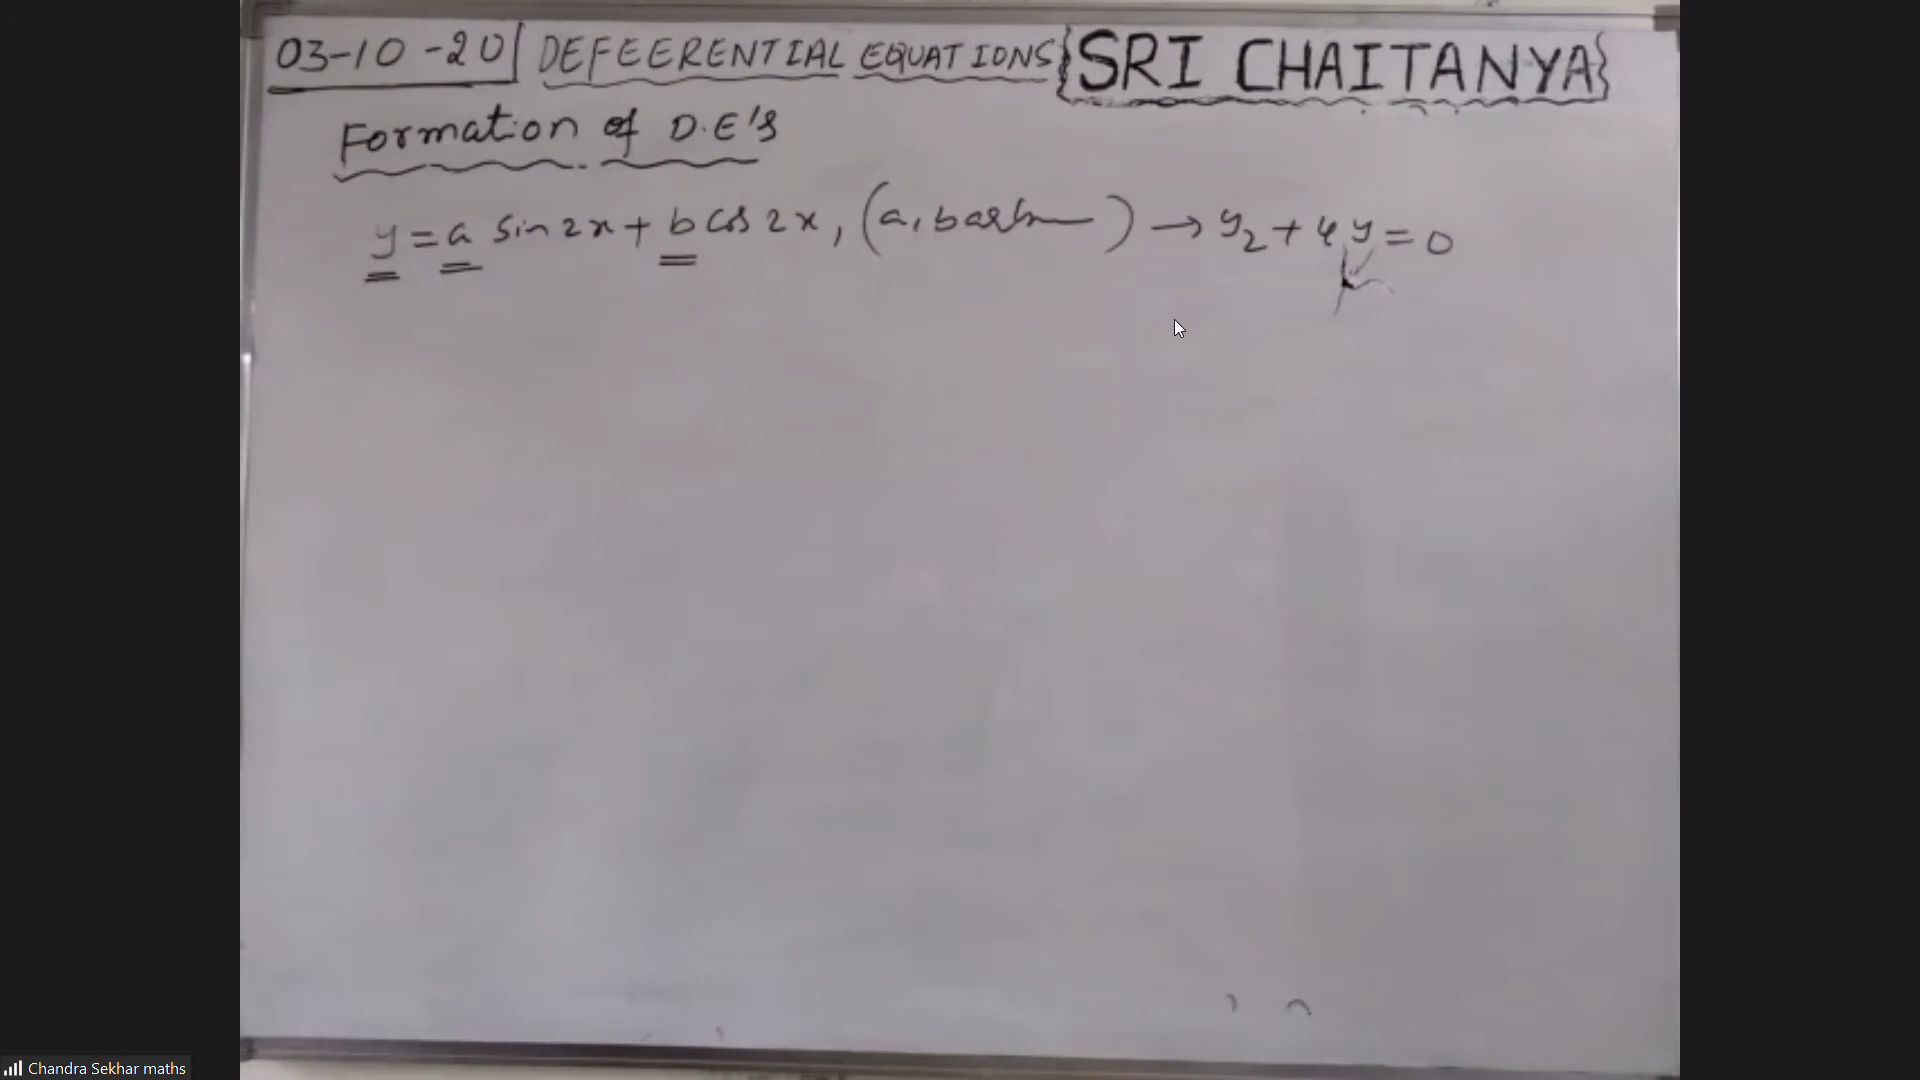 03-10-20 DEFEERENTIAL EQUATIONS {SRI CHAITANYA}
Formation of D.E's
y = a sin 2x + b cos 2x, (a, b ) → y₂ + 4y = 0
Chandra Sekhar maths